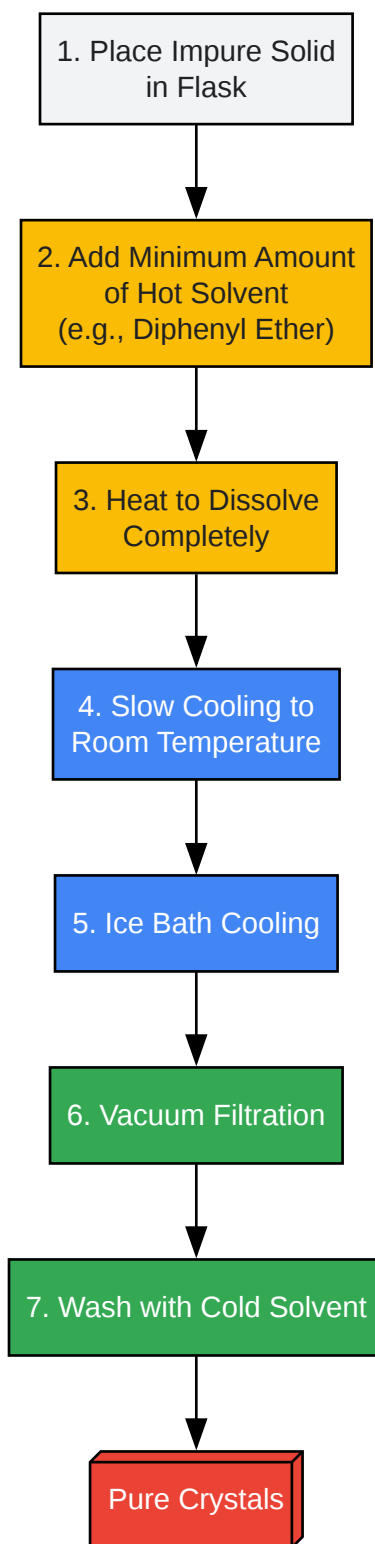 1. Place Impure Solid
in Flask
2. Add Minimum Amount
of Hot Solvent
(e.g., Diphenyl Ether)
3. Heat to Dissolve
Completely
4. Slow Cooling to
Room Temperature
5. Ice Bath Cooling
6. Vacuum Filtration
7. Wash with Cold Solvent
Pure Crystals